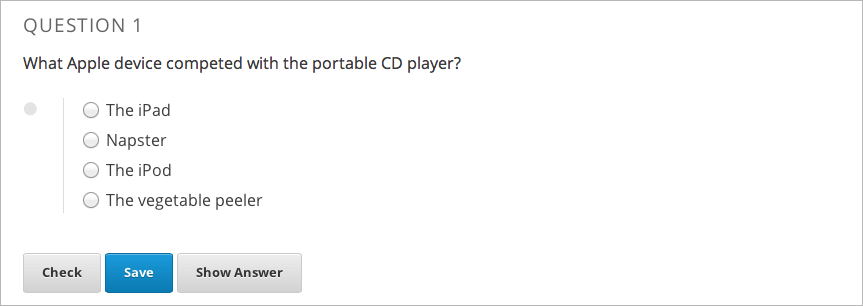 QUESTION 1
What Apple device competed with the portable CD player?
The iPad
Napster
The iPod
The vegetable peeler
Check Save Show Answer